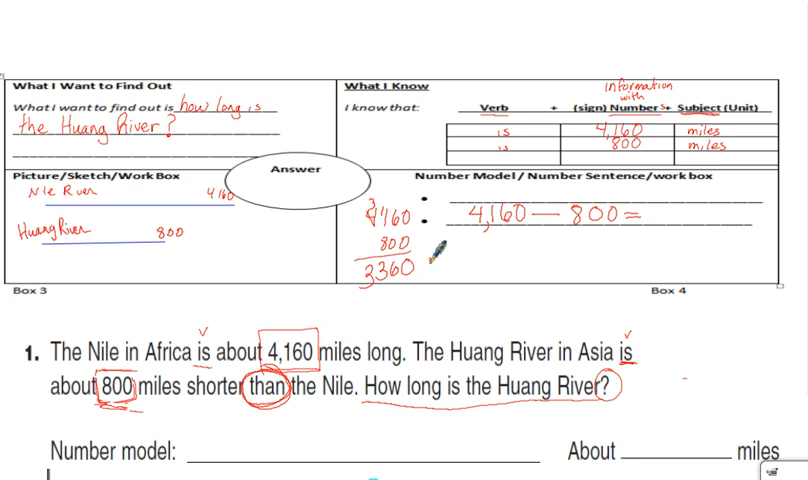 What I Want to Find Out
What I want to find out is how long is
the Huang River?
What I Know
information
with
I know that: Verb + (sign) Numbers + Subject (Unit)
is 4,160 miles
is 800 miles
Picture/Sketch/Work Box
Answer
Number Model / Number Sentence/work box
Nile River 4160
Huang River 800
3
4160
800
3360
4,160 - 800 =
Box 3
Box 4
v
v
1. The Nile in Africa is about 4,160 miles long. The Huang River in Asia is
about 800 miles shorter than the Nile. How long is the Huang River?
Number model: About miles